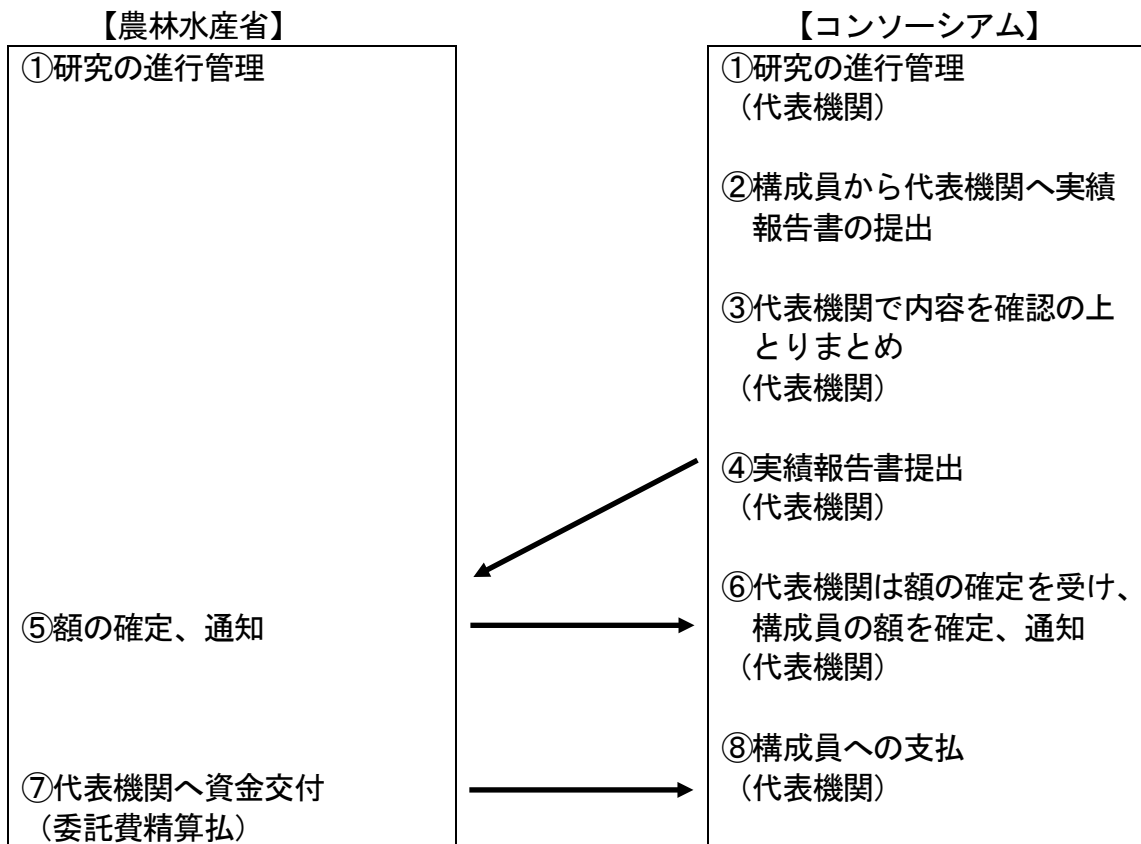 【農林水産省】
①研究の進行管理
⑤額の確定、通知
⑦代表機関へ資金交付
（委託費精算払）
【コンソーシアム】
①研究の進行管理
（代表機関）
②構成員から代表機関へ実績
報告書の提出
③代表機関で内容を確認の上
とりまとめ
（代表機関）
④実績報告書提出
（代表機関）
⑥代表機関は額の確定を受け、
構成員の額を確定、通知
（代表機関）
⑧構成員への支払
（代表機関）